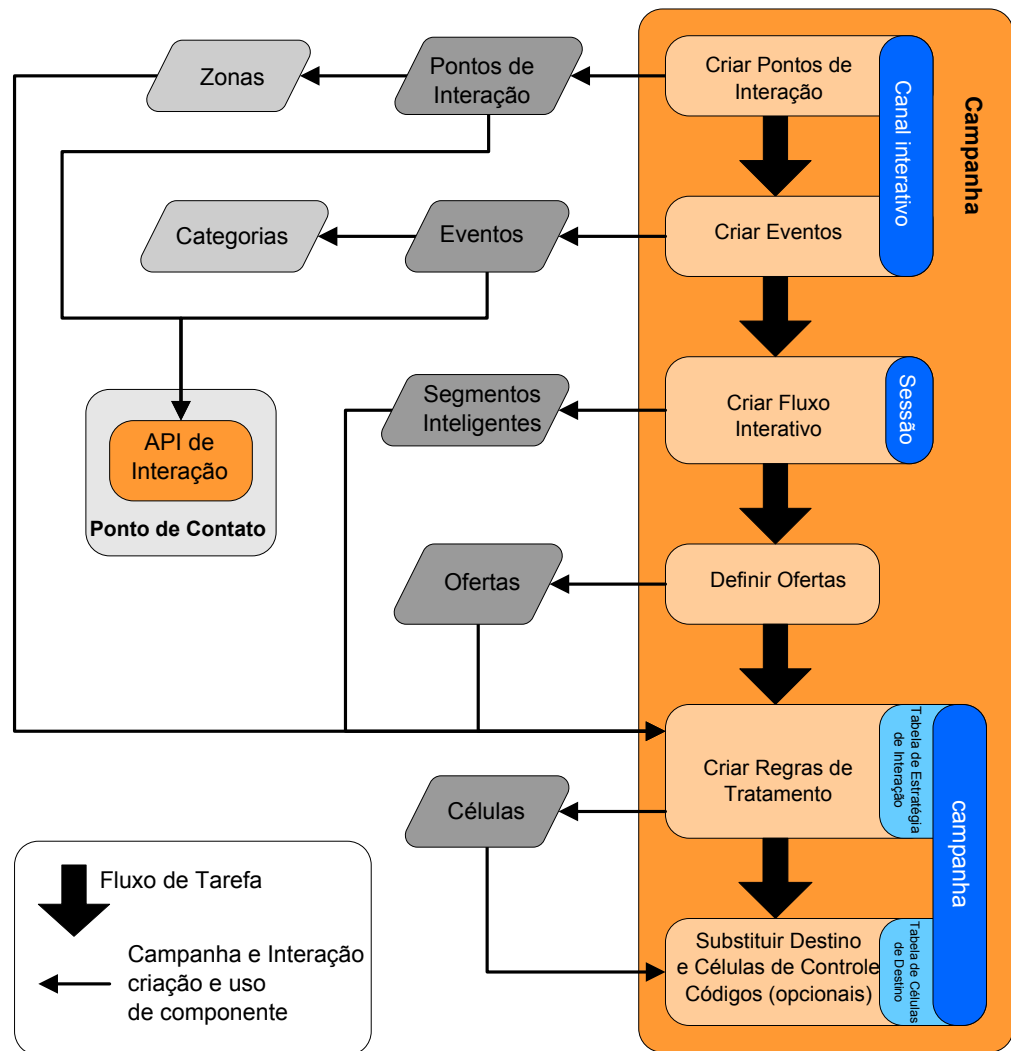 Zonas
Pontos de
Interação
Criar Pontos de
Interação
Canal interativo
Campanha
Categorias
Eventos
Criar Eventos
Segmentos
Inteligentes
Criar Fluxo
Interativo
Sessão
API de
Interação
Ponto de Contato
Ofertas
Definir Ofertas
Criar Regras de
Tratamento
Tabela de Estratégia
de Interação
campanha
Células
Substituir Destino
e Células de Controle
Códigos (opcionais)
Tabela de Células
de Destino
Fluxo de Tarefa
Campanha e Interação
criação e uso
de componente